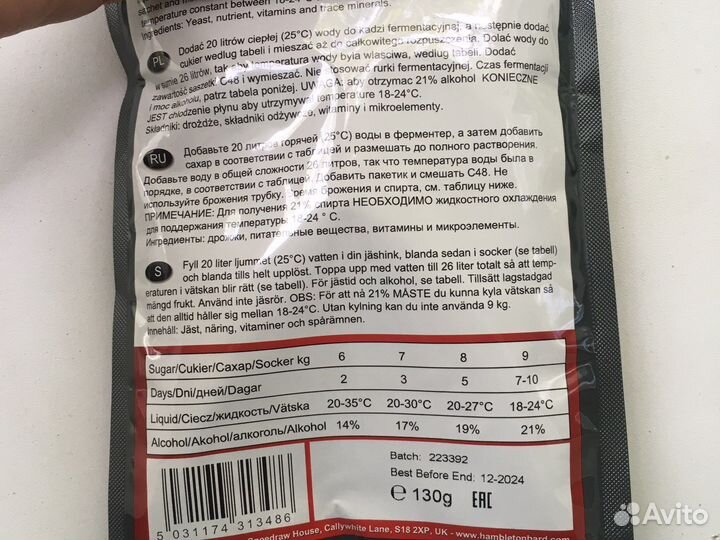 temperature constant between 18-24°C
Ingredients: Yeast, nutrient, vitamins and trace minerals.
PL Dodać 20 litrów ciepłej (25°C) wody do kadzi fermentacyjnej, a następnie dodać
cukier według tabeli i mieszać aż do całkowitego rozpuszczenia. Dolać wody do
w sumie 26 litrów, tak aby temperatura wody była właściwa, według tabeli. Dodać
zawartość saszetki C48 i wymieszać. Nie stosować rurki fermentacyjnej. Czas fermentacji
i moc alkoholu, patrz tabela poniżej. UWAGA: aby otrzymac 21% alkohol KONIECZNE
JEST chłodzenie płynu aby utrzymywał temperature 18-24°C.
Składniki: drożdże, składniki odżywcze, witaminy i mikroelementy.
RU Добавьте 20 литров горячей (25°C) воды в ферментер, а затем добавить
сахар в соответствии с таблицей и размешать до полного растворения.
Добавьте воду в общей сложности 26 литров, так что температура воды была в
порядке, в соответствии с таблицей. Добавить пакетик и смешать C48. Не
используйте брожения трубку. Время брожения и спирта, см. таблицу ниже.
ПРИМЕЧАНИЕ: Для получения 21% спирта НЕОБХОДИМО жидкостного охлаждения
для поддержания температуры 18-24 ° C.
Ингредиенты: дрожжи, питательные вещества, витамины и микроэлементы
S Fyll 20 liter ljummet (25°C) vatten i din jäshink, blanda sedan i socker (se tabell)
och blanda tills helt upplöst. Toppa upp med vatten till 26 liter totalt så att temp-
eraturen i vätskan blir rätt (se tabell). För jästid och alkohol, se tabell. Tillsätt lagstadgad
mängd frukt. Använd inte jäsrör. OBS: För att nå 21% MÅSTE du kunna kyla vätskan så
att den alltid håller sig mellan 18-24°C. Utan kylning kan du inte använda 9 kg.
Innehåll: Jäst, näring, vitaminer och spårämnen.
Sugar/Cukier/Сахар/Socker kg 6 7 8 9
Days/Dni/дней/Dagar 2 3 5 7-10
Liquid/Ciecz/жидкость/Vätska 20-35°C 20-30°C 20-27°C 18-24°C
Alcohol/Akohol/алкоголь/Alkohol 14% 17% 19% 21%
Batch: 223392
Best Before End: 12-2024
℮ 130g EAC
5 031174 313486
House, Callywhite Lane, S18 2XP, UK - www.hambletonbard.com
Avito